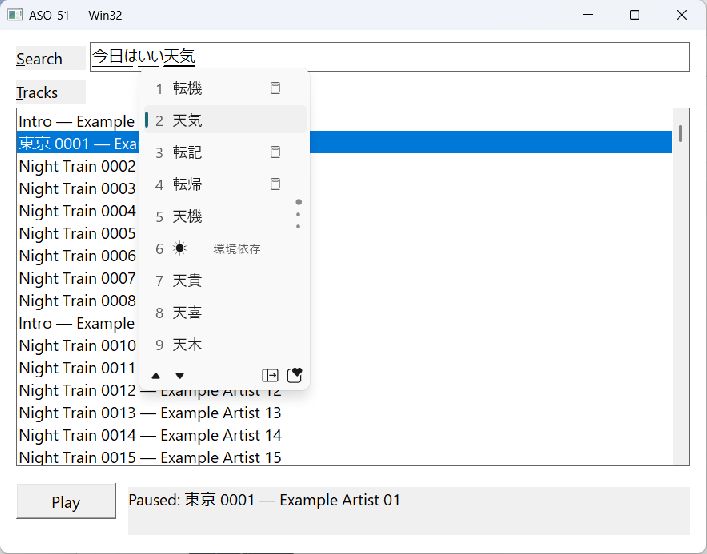 ASO-51 — Win32
Search
今日はいい天気
Tracks
1 転機
2 天気
3 転記
4 転帰
5 天機
6 ☀ 環境依存
7 天貴
8 天喜
9 天木
Intro — Example
東京 0001 — Exa
Night Train 0002
Night Train 0003
Night Train 0004
Night Train 0005
Night Train 0006
Night Train 0007
Night Train 0008
Intro — Example
Night Train 0010
Night Train 0011
Night Train 0012 — Example Artist 12
Night Train 0013 — Example Artist 13
Night Train 0014 — Example Artist 14
Night Train 0015 — Example Artist 15
Play
Paused: 東京 0001 — Example Artist 01